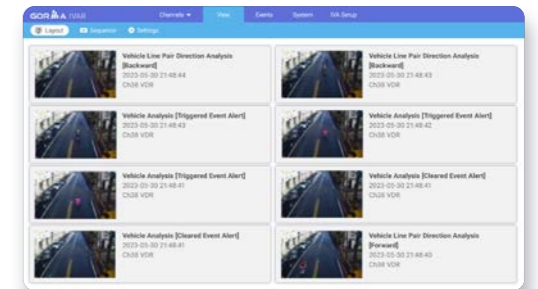 GORILLA IVAR
Channels
View
Events
System
IVA Setup
Layout
Sequence
Settings
Vehicle Line Pair Direction Analysis
[Backward]
2023-05-30 21:48:44
Ch38 VDR
Vehicle Line Pair Direction Analysis
[Backward]
2023-05-30 21:48:43
Ch38 VDR
Vehicle Analysis [Triggered Event Alert]
2023-05-30 21:48:43
Ch38 VDR
Vehicle Analysis [Triggered Event Alert]
2023-05-30 21:48:42
Ch38 VDR
Vehicle Analysis [Triggered Event Alert]
2023-05-30 21:48:41
Ch38 VDR
Vehicle Analysis [Cleared Event Alert]
2023-05-30 21:48:41
Ch38 VDR
Vehicle Analysis [Cleared Event Alert]
2023-05-30 21:48:41
Ch38 VDR
Vehicle Line Pair Direction Analysis
[Forward]
2023-05-30 21:48:40
Ch38 VDR